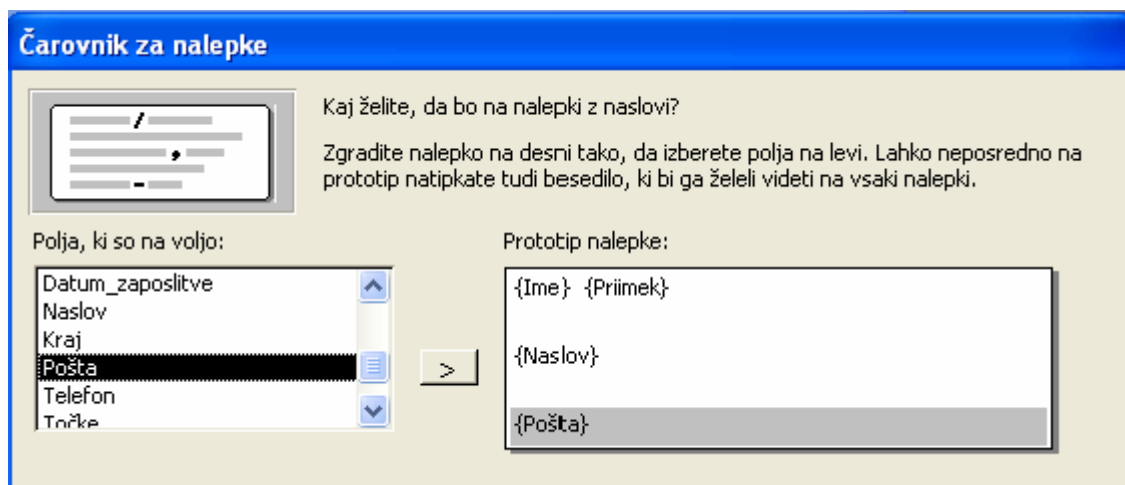 Čarovnik za nalepke
Kaj želite, da bo na nalepki z naslovi?
Zgradite nalepko na desni tako, da izberete polja na levi. Lahko neposredno na
prototip natipkate tudi besedilo, ki bi ga želeli videti na vsaki nalepki.
Polja, ki so na voljo:
Datum_zaposlitve
Naslov
Kraj
Pošta
Telefon
Točke
>
Prototip nalepke:
{Ime} {Priimek}
{Naslov}
{Pošta}